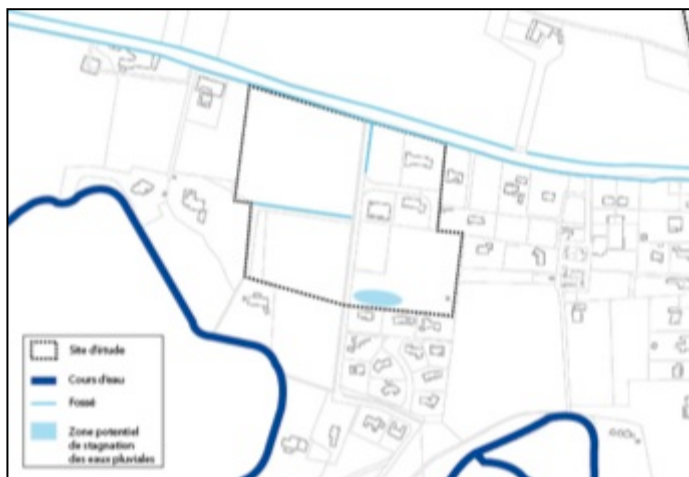 Site d'étude
Cours d'eau
Fossé
Zone potentiel
de stagnation
des eaux pluviales